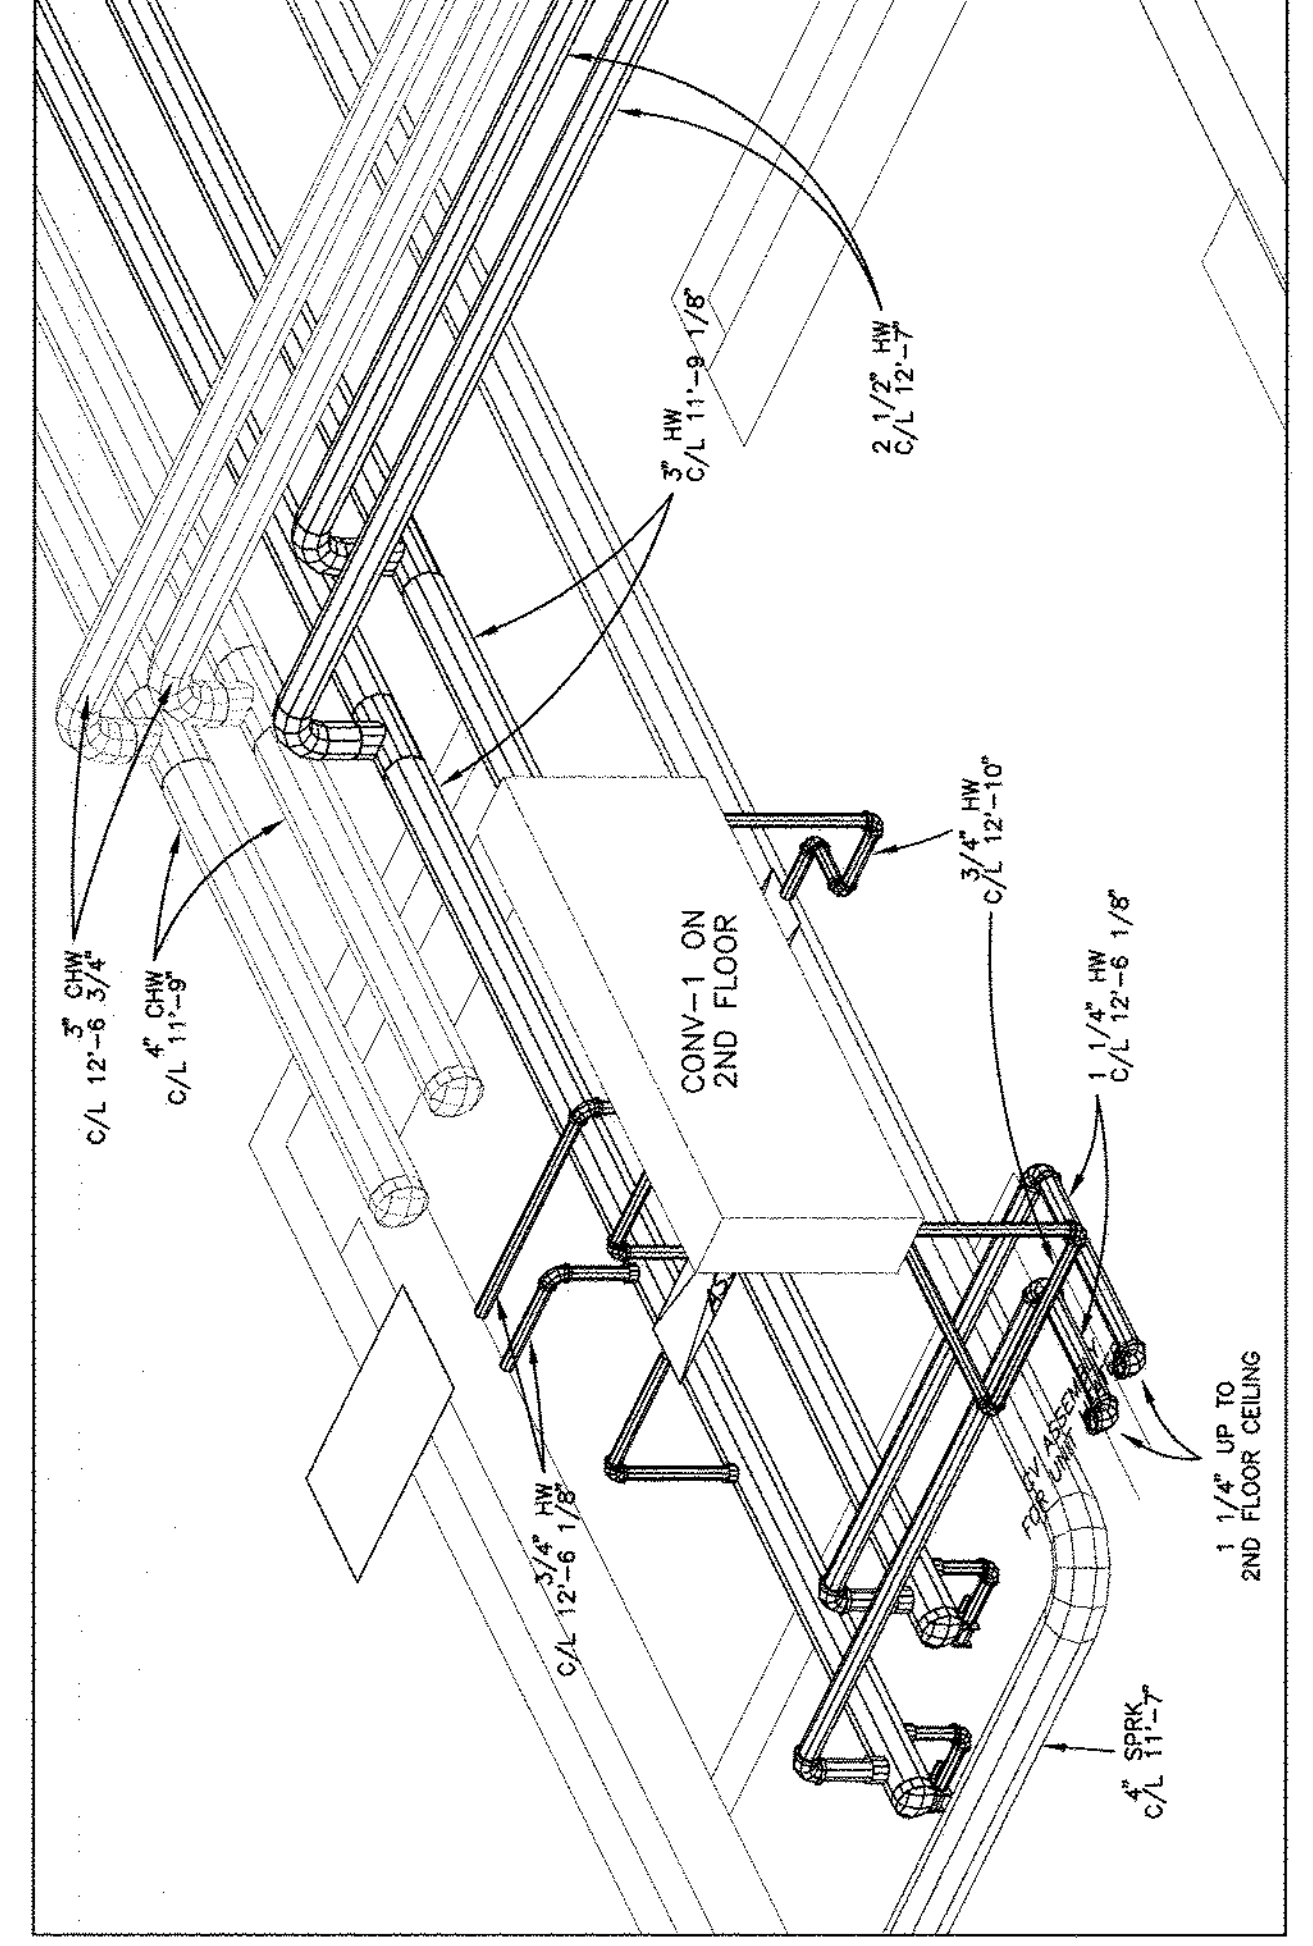 3" CHW
C/L 12'-6 3/4"
4" CHW
C/L 11'-9"
3/4" HW
C/L 12'-6 1/8"
3" HW
C/L 11'-9 1/8"
CONV-1 ON
2ND FLOOR
2 1/2" HW
C/L 12'-7"
3/4" HW
C/L 12'-10"
1 1/4" HW
C/L 12'-6 1/8"
FOR UNIT
4" SPRK
C/L 11'-7"
1 1/4" UP TO
2ND FLOOR CEILING